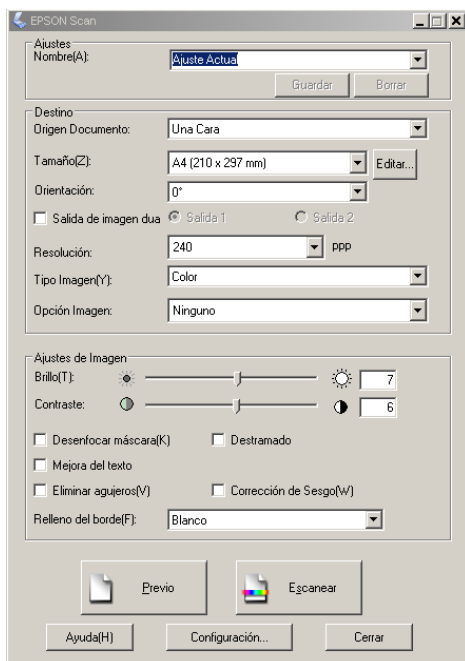 EPSON Scan
Ajustes
Nombre(A):
Ajuste Actual
Guardar Borrar
Destino
Origen Documento: Una Cara
Tamaño(Z): A4 (210 x 297 mm) Editar...
Orientación: 0°
Salida de imagen dua Salida 1 Salida 2
Resolución: 240 ppp
Tipo Imagen(Y): Color
Opción Imagen: Ninguno
Ajustes de Imagen
Brillo(T): 7
Contraste: 6
Desenfocar máscara(K) Destramado
Mejora del texto
Eliminar agujeros(V) Corrección de Sesgo(W)
Relleno del borde(F): Blanco
Previo Escanear
Ayuda(H) Configuración... Cerrar